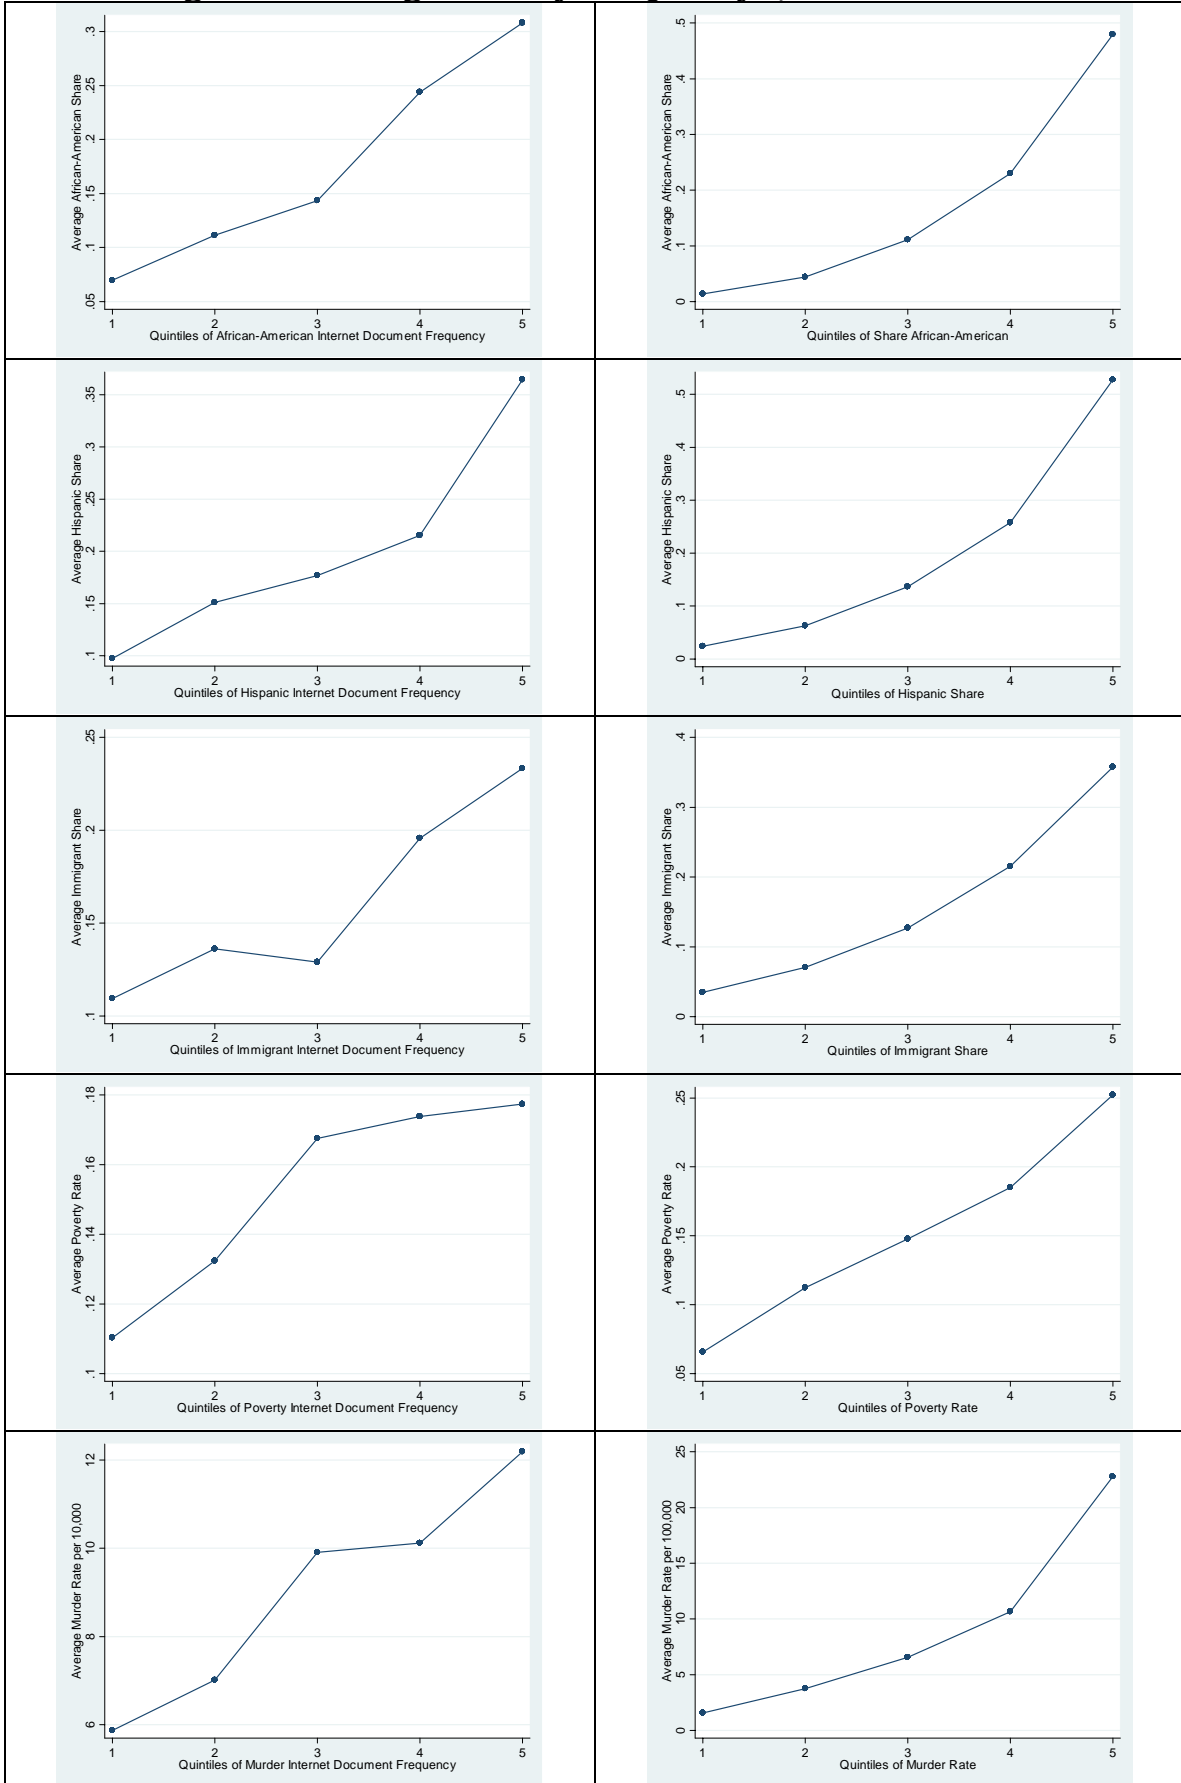 .3
.25
.2
.15
.1
.05
Average African-American Share
1 2 3 4 5
Quintiles of African-American Internet Document Frequency
.5
.4
.3
.2
.1
0
Average African-American Share
1 2 3 4 5
Quintiles of Share African-American
.35
.3
.25
.2
.15
.1
Average Hispanic Share
1 2 3 4 5
Quintiles of Hispanic Internet Document Frequency
.5
.4
.3
.2
.1
0
Average Hispanic Share
1 2 3 4 5
Quintiles of Hispanic Share
.25
.2
.15
.1
Average Immigrant Share
1 2 3 4 5
Quintiles of Immigrant Internet Document Frequency
.4
.3
.2
.1
0
Average Immigrant Share
1 2 3 4 5
Quintiles of Immigrant Share
.18
.16
.14
.12
.1
Average Poverty Rate
1 2 3 4 5
Quintiles of Poverty Internet Document Frequency
.25
.2
.15
.1
.05
Average Poverty Rate
1 2 3 4 5
Quintiles of Poverty Rate
12
10
8
6
Average Murder Rate per 10,000
1 2 3 4 5
Quintiles of Murder Internet Document Frequency
25
20
15
10
5
0
Average Murder Rate per 100,000
1 2 3 4 5
Quintiles of Murder Rate